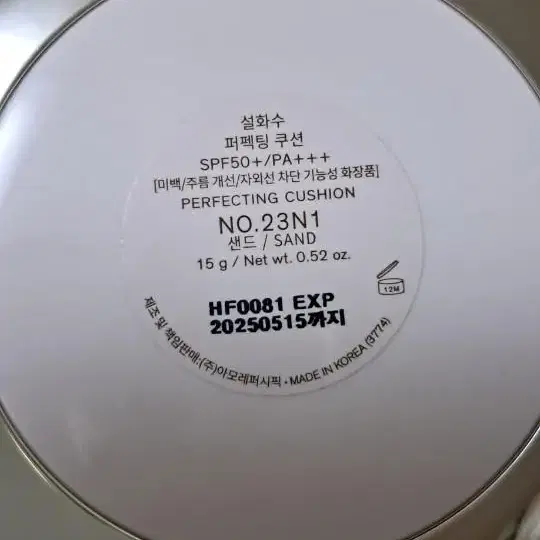 설화수
퍼펙팅 쿠션
SPF50+/PA+++
[미백/주름 개선/자외선 차단 기능성 화장품]
PERFECTING CUSHION
NO.23N1
샌드 / SAND
15 g / Net wt. 0.52 oz.
12M
HF0081 EXP
20250515까지
제조 및 책임판매:(주)아모레퍼시픽 • MADE IN KOREA (3774)